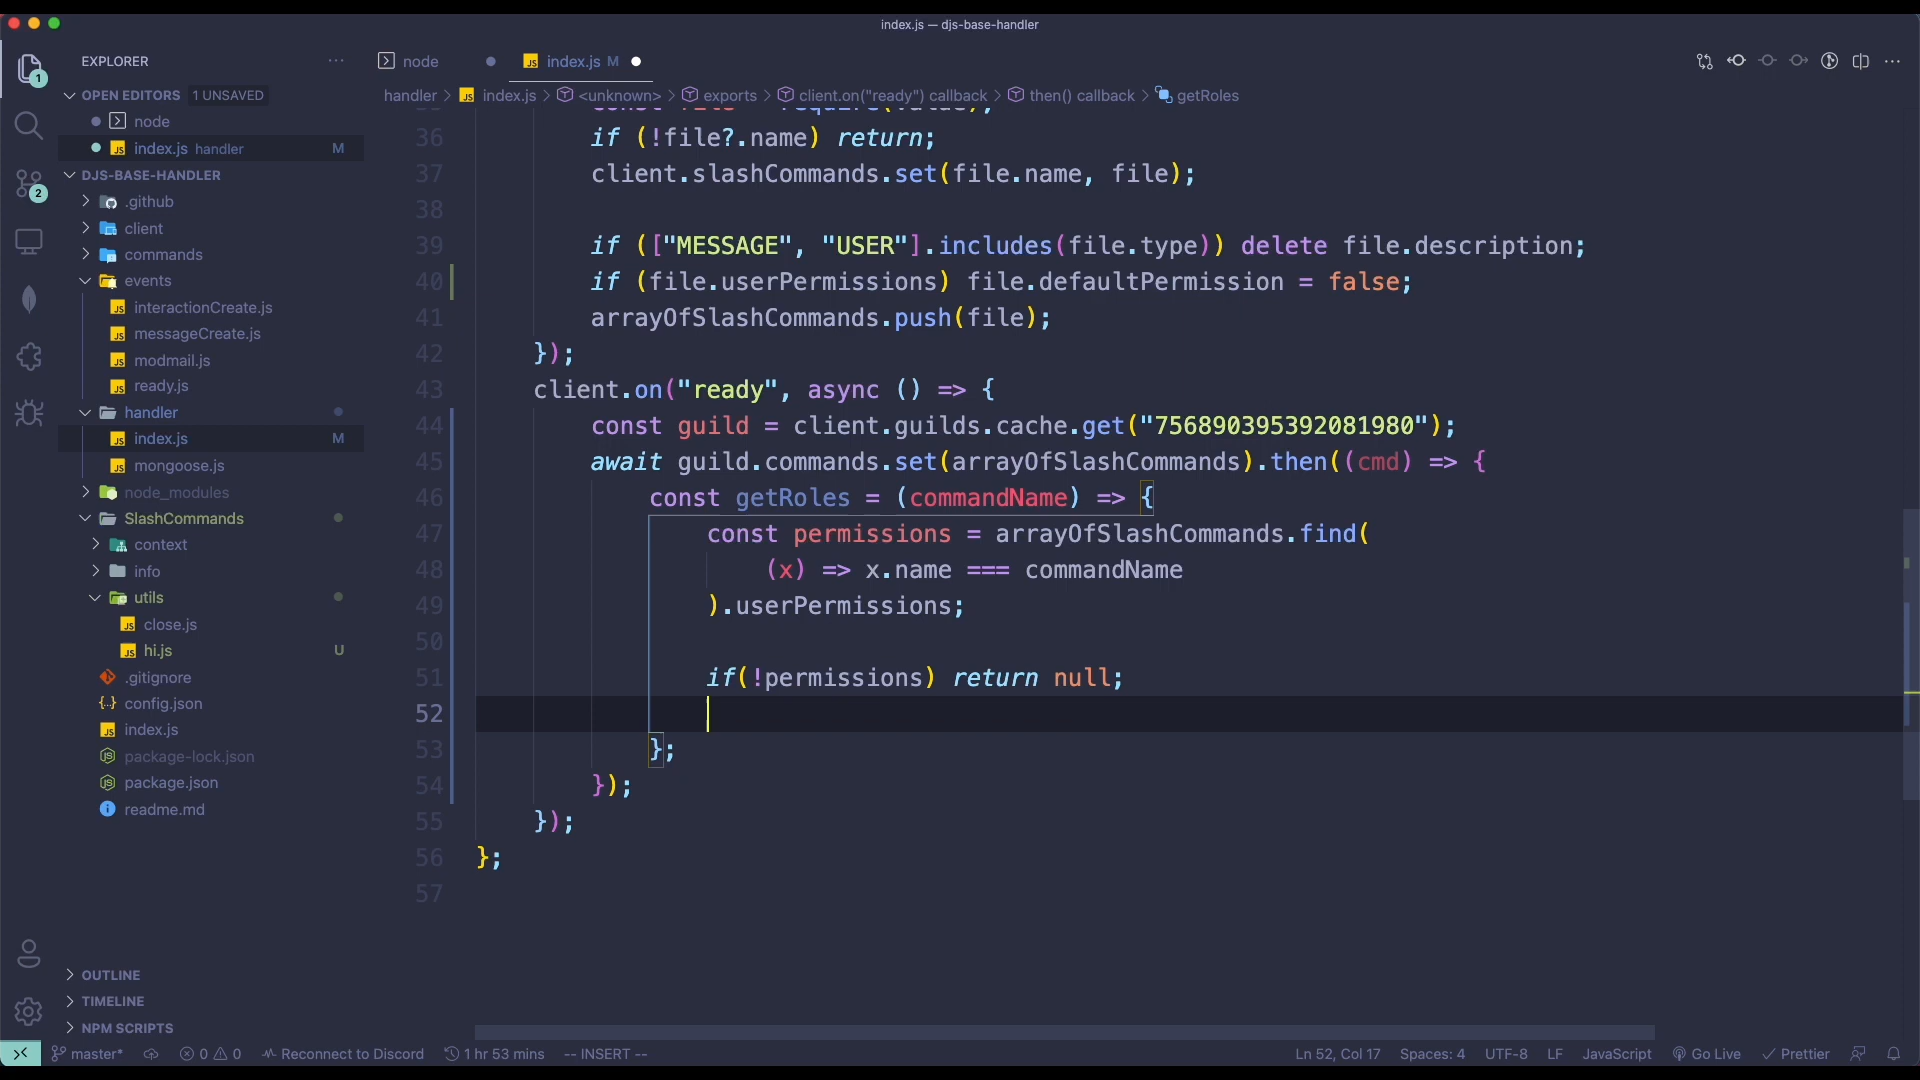 index.js — djs-base-handler
EXPLORER
node
index.js M
OPEN EDITORS 1 UNSAVED
node
index.js handler M
DJS-BASE-HANDLER
.github
client
commands
events
interactionCreate.js
messageCreate.js
modmail.js
ready.js
handler
index.js M
mongoose.js
node_modules
SlashCommands
context
info
utils
close.js
hi.js U
.gitignore
config.json
index.js
package-lock.json
package.json
readme.md
OUTLINE
TIMELINE
NPM SCRIPTS
handler > index.js > <unknown> > exports > client.on("ready") callback > then() callback > getRoles
36 if (!file?.name) return;
37 client.slashCommands.set(file.name, file);
38
39 if (["MESSAGE", "USER"].includes(file.type)) delete file.description;
40 if (file.userPermissions) file.defaultPermission = false;
41 arrayOfSlashCommands.push(file);
42 });
43 client.on("ready", async () => {
44 const guild = client.guilds.cache.get("756890395392081980");
45 await guild.commands.set(arrayOfSlashCommands).then((cmd) => {
46 const getRoles = (commandName) => {
47 const permissions = arrayOfSlashCommands.find(
48 (x) => x.name === commandName
49 ).userPermissions;
50
51 if(!permissions) return null;
52
53 };
54 });
55 });
56 };
57
master* 0 0 Reconnect to Discord 1 hr 53 mins -- INSERT -- Ln 52, Col 17 Spaces: 4 UTF-8 LF JavaScript Go Live Prettier
1
2